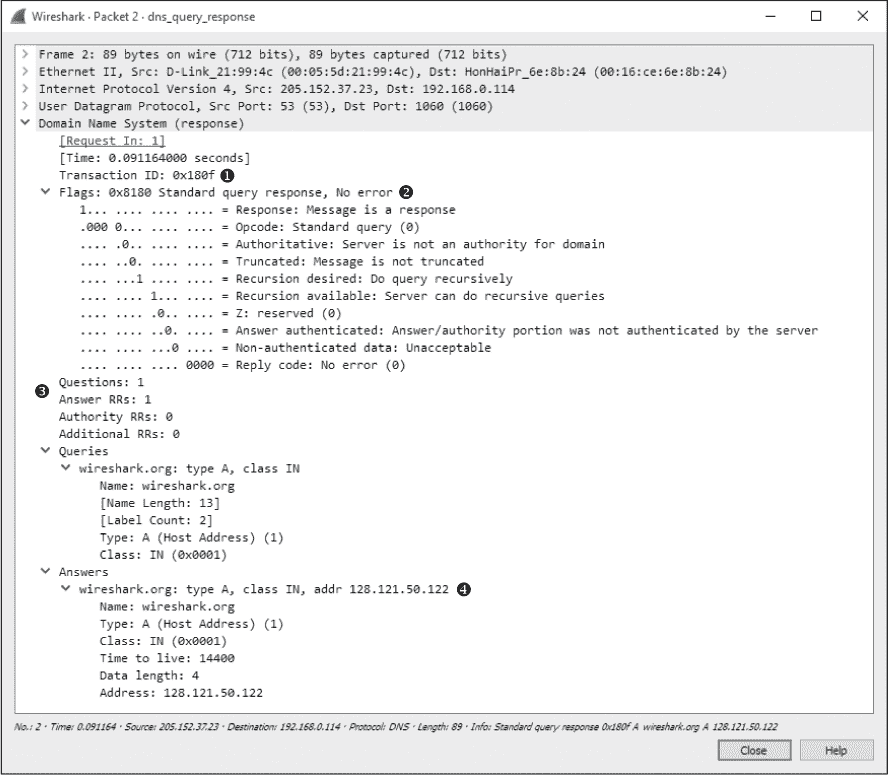 Wireshark · Packet 2 · dns_query_response
> Frame 2: 89 bytes on wire (712 bits), 89 bytes captured (712 bits)
> Ethernet II, Src: D-Link_21:99:4c (00:05:5d:21:99:4c), Dst: HonHaiPr_6e:8b:24 (00:16:ce:6e:8b:24)
> Internet Protocol Version 4, Src: 205.152.37.23, Dst: 192.168.0.114
> User Datagram Protocol, Src Port: 53 (53), Dst Port: 1060 (1060)
Domain Name System (response)
[Request In: 1]
[Time: 0.091164000 seconds]
Transaction ID: 0x180f ❶
Flags: 0x8180 Standard query response, No error ❷
1... .... .... .... = Response: Message is a response
.000 0... .... .... = Opcode: Standard query (0)
.... .0.. .... .... = Authoritative: Server is not an authority for domain
.... ..0. .... .... = Truncated: Message is not truncated
.... ...1 .... .... = Recursion desired: Do query recursively
.... .... 1... .... = Recursion available: Server can do recursive queries
.... .... .0.. .... = Z: reserved (0)
.... .... ..0. .... = Answer authenticated: Answer/authority portion was not authenticated by the server
.... .... ...0 .... = Non-authenticated data: Unacceptable
.... .... .... 0000 = Reply code: No error (0)
Questions: 1
❸ Answer RRs: 1
Authority RRs: 0
Additional RRs: 0
Queries
wireshark.org: type A, class IN
Name: wireshark.org
[Name Length: 13]
[Label Count: 2]
Type: A (Host Address) (1)
Class: IN (0x0001)
Answers
wireshark.org: type A, class IN, addr 128.121.50.122 ❹
Name: wireshark.org
Type: A (Host Address) (1)
Class: IN (0x0001)
Time to live: 14400
Data length: 4
Address: 128.121.50.122
No.: 2 · Time: 0.091164 · Source: 205.152.37.23 · Destination: 192.168.0.114 · Protocol: DNS · Length: 89 · Info: Standard query response 0x180f A wireshark.org A 128.121.50.122
Close Help